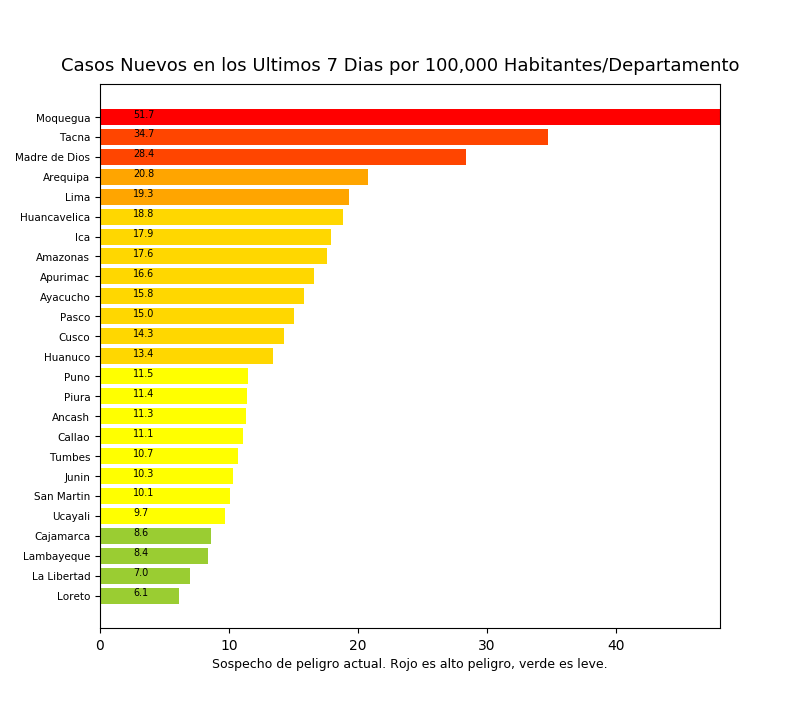 Casos Nuevos en los Ultimos 7 Dias por 100,000 Habitantes/Departamento
Moquegua 51.7
Tacna 34.7
Madre de Dios 28.4
Arequipa 20.8
Lima 19.3
Huancavelica 18.8
Ica 17.9
Amazonas 17.6
Apurimac 16.6
Ayacucho 15.8
Pasco 15.0
Cusco 14.3
Huanuco 13.4
Puno 11.5
Piura 11.4
Ancash 11.3
Callao 11.1
Tumbes 10.7
Junin 10.3
San Martin 10.1
Ucayali 9.7
Cajamarca 8.6
Lambayeque 8.4
La Libertad 7.0
Loreto 6.1
0 10 20 30 40
Sospecho de peligro actual. Rojo es alto peligro, verde es leve.